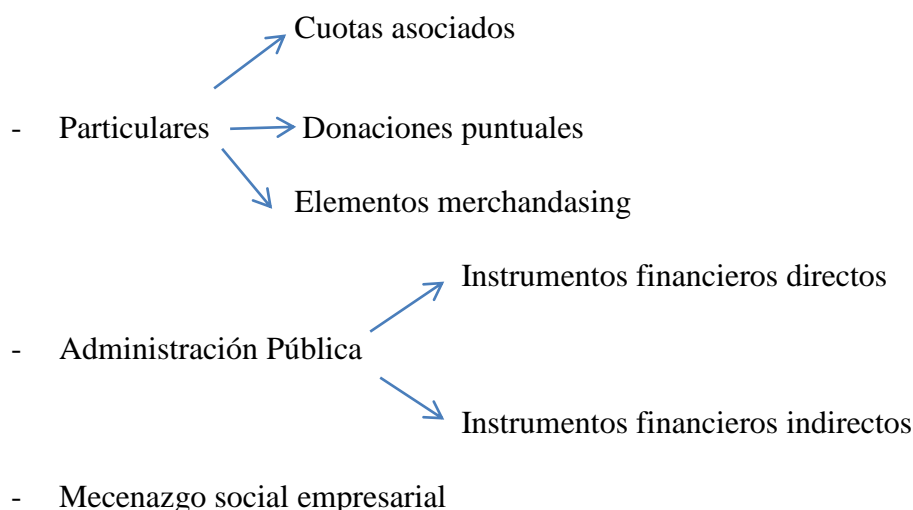 Cuotas asociados
- Particulares Donaciones puntuales
Elementos merchandasing
Instrumentos financieros directos
- Administración Pública
Instrumentos financieros indirectos
- Mecenazgo social empresarial